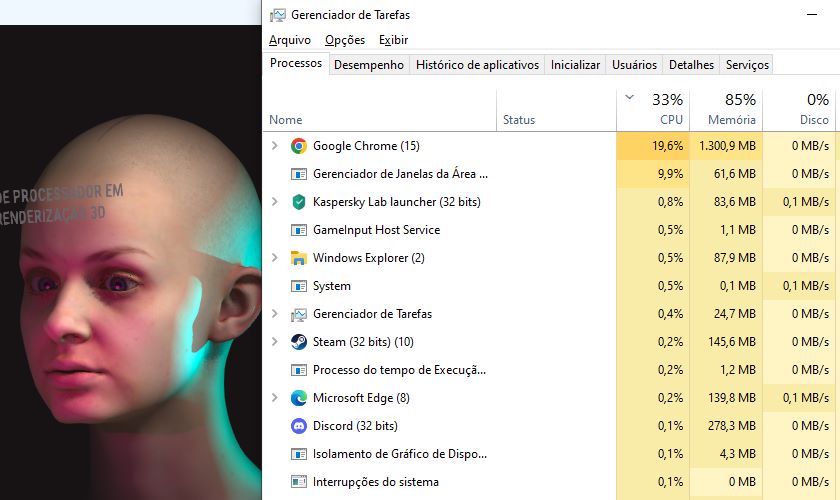 DE PROCESSADOR EM
RENDERIZAÇÃO 3D
Gerenciador de Tarefas
Arquivo Opções Exibir
Processos Desempenho Histórico de aplicativos Inicializar Usuários Detalhes Serviços
33% 85% 0%
Nome Status CPU Memória Disco
Google Chrome (15) 19,6% 1.300,9 MB 0 MB/s
Gerenciador de Janelas da Área ... 9,9% 61,6 MB 0 MB/s
Kaspersky Lab launcher (32 bits) 0,8% 83,6 MB 0,1 MB/s
GameInput Host Service 0,5% 1,1 MB 0 MB/s
Windows Explorer (2) 0,5% 87,9 MB 0 MB/s
System 0,5% 0,1 MB 0,1 MB/s
Gerenciador de Tarefas 0,4% 24,7 MB 0 MB/s
Steam (32 bits) (10) 0,2% 145,6 MB 0 MB/s
Processo do tempo de Execuçã... 0,2% 1,2 MB 0 MB/s
Microsoft Edge (8) 0,2% 139,8 MB 0,1 MB/s
Discord (32 bits) 0,1% 278,3 MB 0 MB/s
Isolamento de Gráfico de Dispo... 0,1% 4,3 MB 0 MB/s
Interrupções do sistema 0,1% 0 MB 0 MB/s